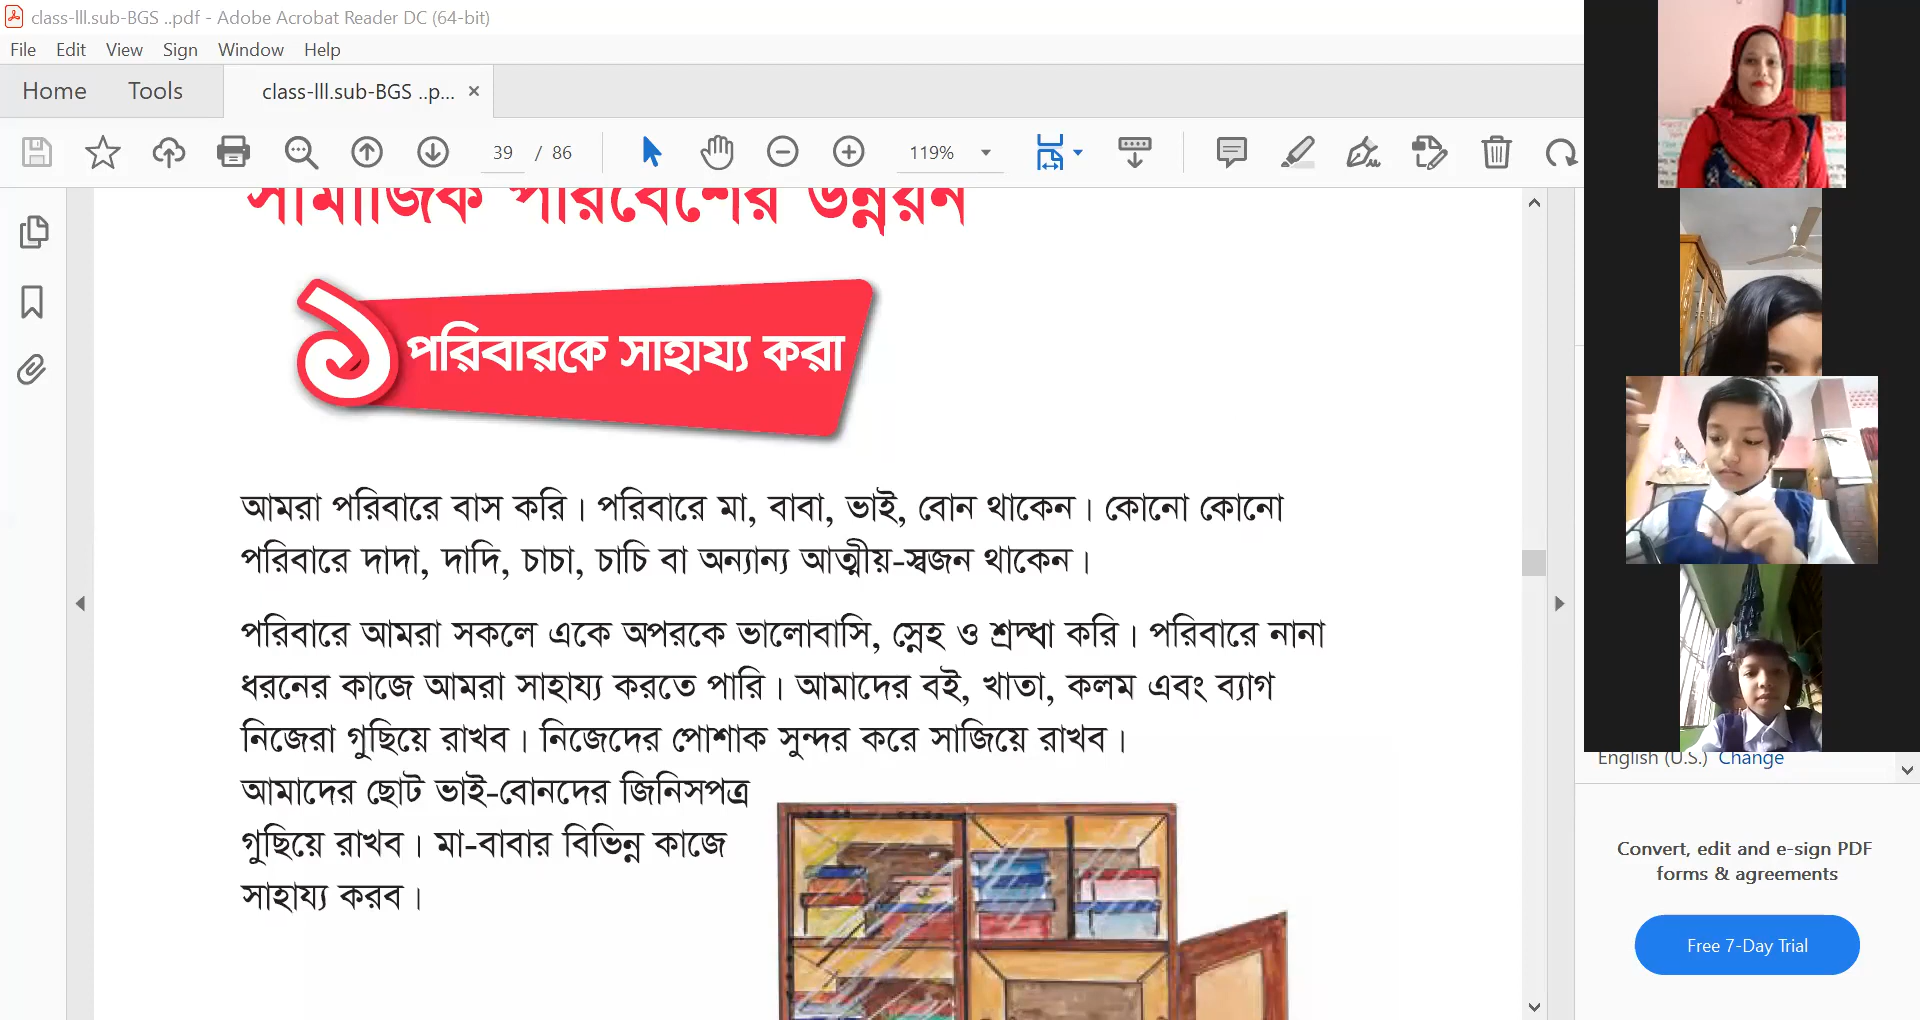 class-III.sub-BGS ..pdf - Adobe Acrobat Reader DC (64-bit)
File Edit View Sign Window Help
Home Tools class-III.sub-BGS ..p... ×
39 / 86 119%
সামাজিক পরিবেশের উন্নয়ন
১ পরিবারকে সাহায্য করা
আমরা পরিবারে বাস করি। পরিবারে মা, বাবা, ভাই, বোন থাকেন। কোনো কোনো
পরিবারে দাদা, দাদি, চাচা, চাচি বা অন্যান্য আত্মীয়-স্বজন থাকেন।
পরিবারে আমরা সকলে একে অপরকে ভালোবাসি, স্নেহ ও শ্রদ্ধা করি। পরিবারে নানা
ধরনের কাজে আমরা সাহায্য করতে পারি। আমাদের বই, খাতা, কলম এবং ব্যাগ
নিজেরা গুছিয়ে রাখব। নিজেদের পোশাক সুন্দর করে সাজিয়ে রাখব।
আমাদের ছোট ভাই-বোনদের জিনিসপত্র
গুছিয়ে রাখব। মা-বাবার বিভিন্ন কাজে
সাহায্য করব।
English (U.S.) Change
Convert, edit and e-sign PDF
forms & agreements
Free 7-Day Trial